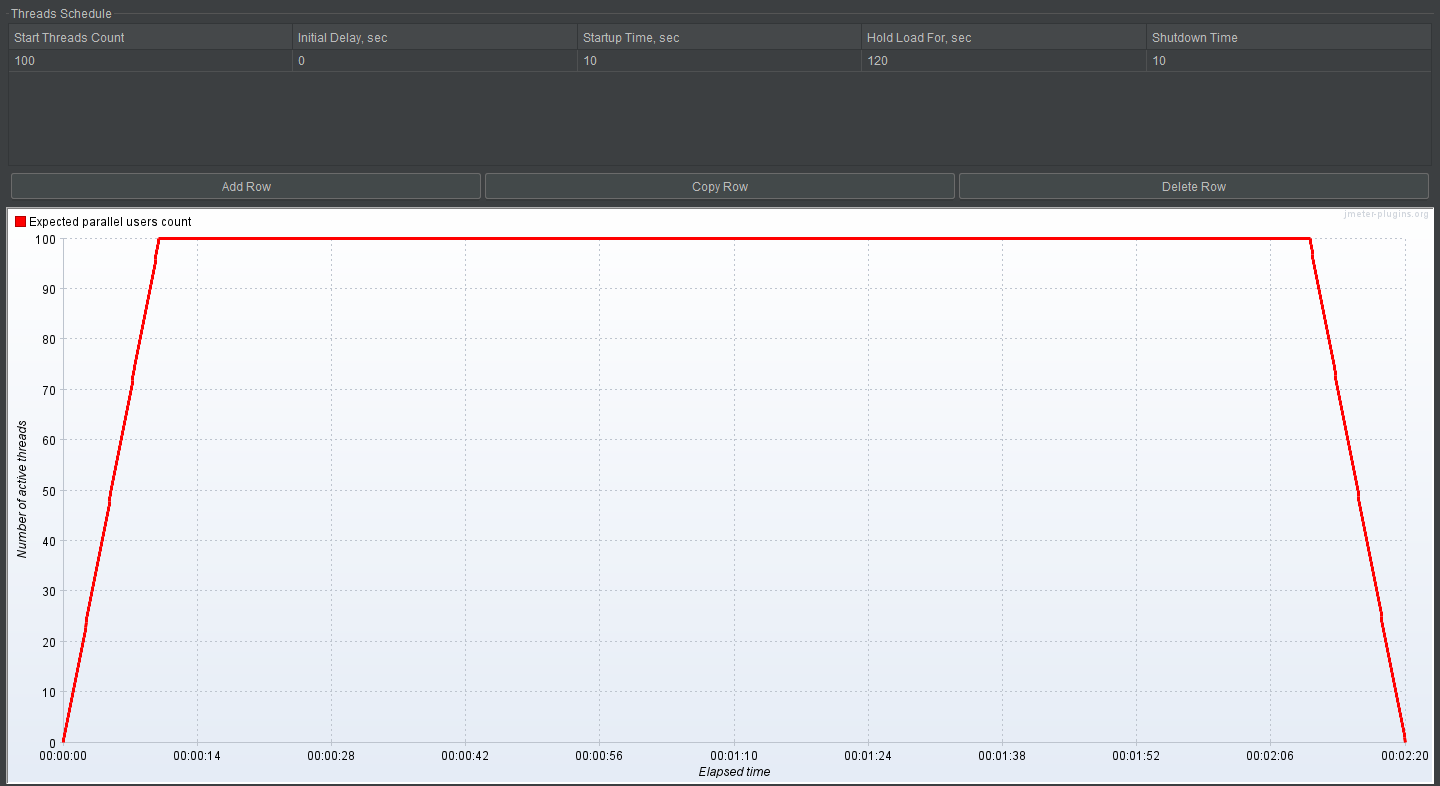 Threads Schedule
Start Threads Count Initial Delay, sec Startup Time, sec Hold Load For, sec Shutdown Time
100 0 10 120 10
Add Row Copy Row Delete Row
jmeter-plugins.org
Expected parallel users count
100
90
80
70
60
50
40
30
20
10
0
Number of active threads
00:00:00 00:00:14 00:00:28 00:00:42 00:00:56 00:01:10 00:01:24 00:01:38 00:01:52 00:02:06 00:02:20
Elapsed time